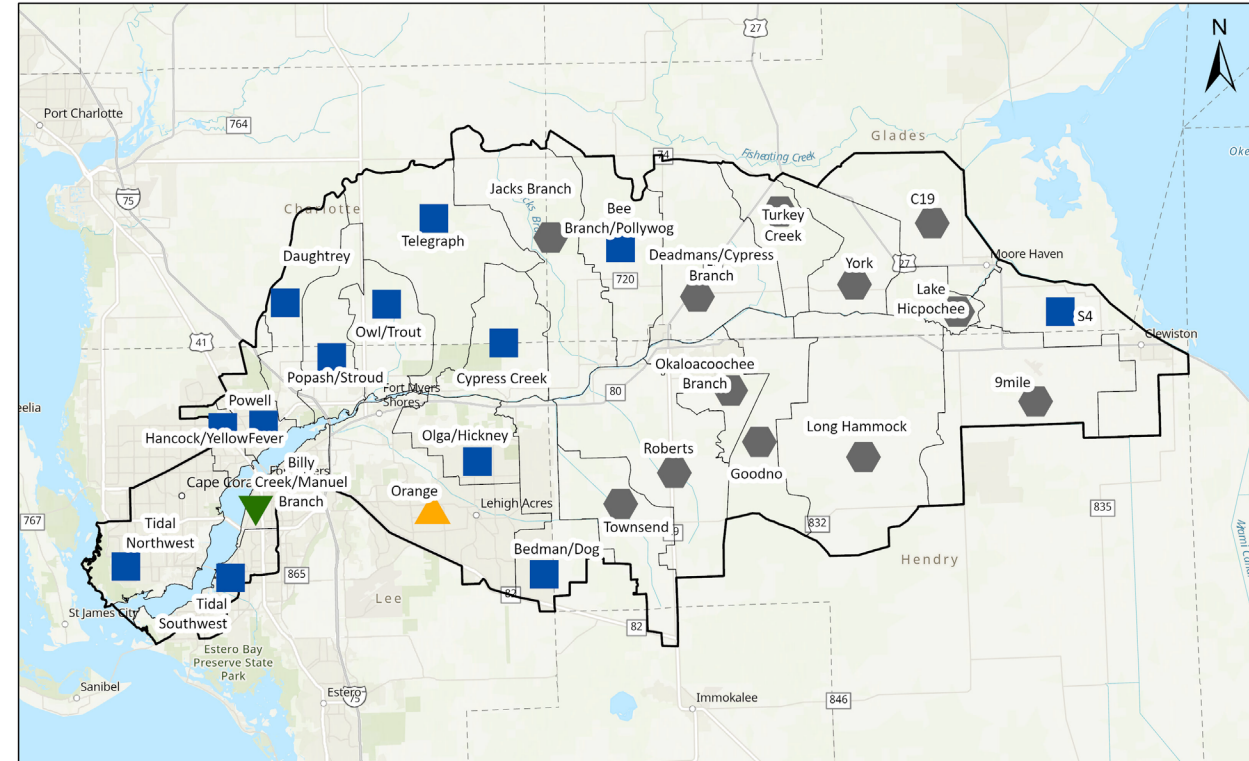 N
27
Port Charlotte
764
Glades
Oke
Fisheating Creek
74
75
Jacks Branch
Charlotte
Bee
Branch/Pollywog
C19
Turkey
Creek
Telegraph
Daughtrey
Deadmans/Cypress
Branch
Moore Haven
York
27
720
Lake
Hicpochee
S4
Owl/Trout
41
Clewiston
Okaloacoochee
Branch
Popash/Stroud
Cypress Creek
9mile
Fort Myers
Shores
80
Powell
Hancock/YellowFever
Olga/Hickney
Long Hammock
Roberts
Billy
Creek/Manuel
Branch
Goodno
Cape Cora
Orange
Lehigh Acres
835
767
Tidal
Northwest
Townsend
832
Bedman/Dog
Hendry
865
Lee
82
Tidal
Southwest
St James City
82
Estero Bay
Preserve State
Park
Sanibel
Estero
75
Immokalee
846